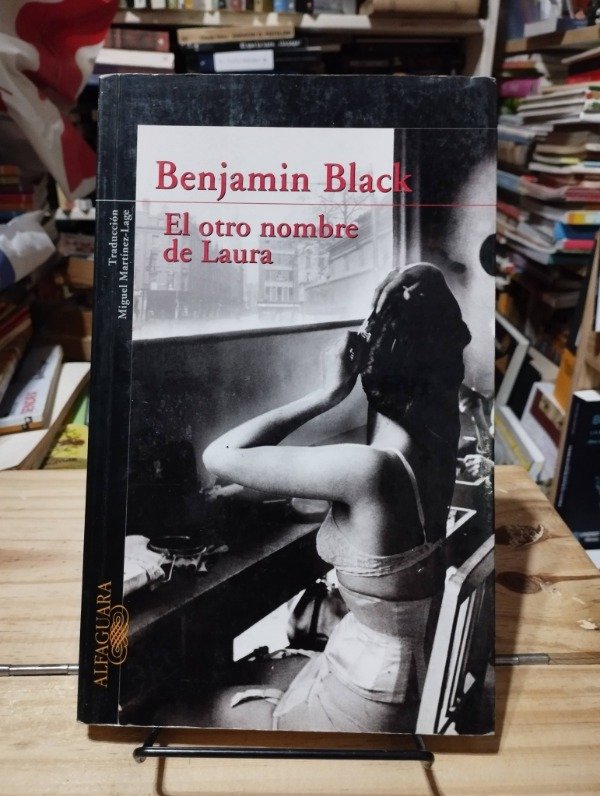 Benjamin Black
El otro nombre
de Laura
Traducción
Miguel Martínez-Lage
ALFAGUARA